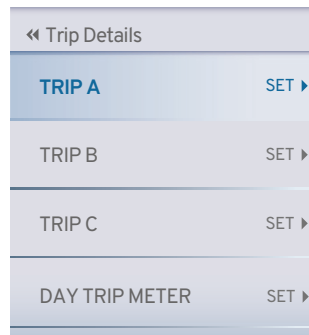 Trip Details
TRIP A SET
TRIP B SET
TRIP C SET
DAY TRIP METER SET